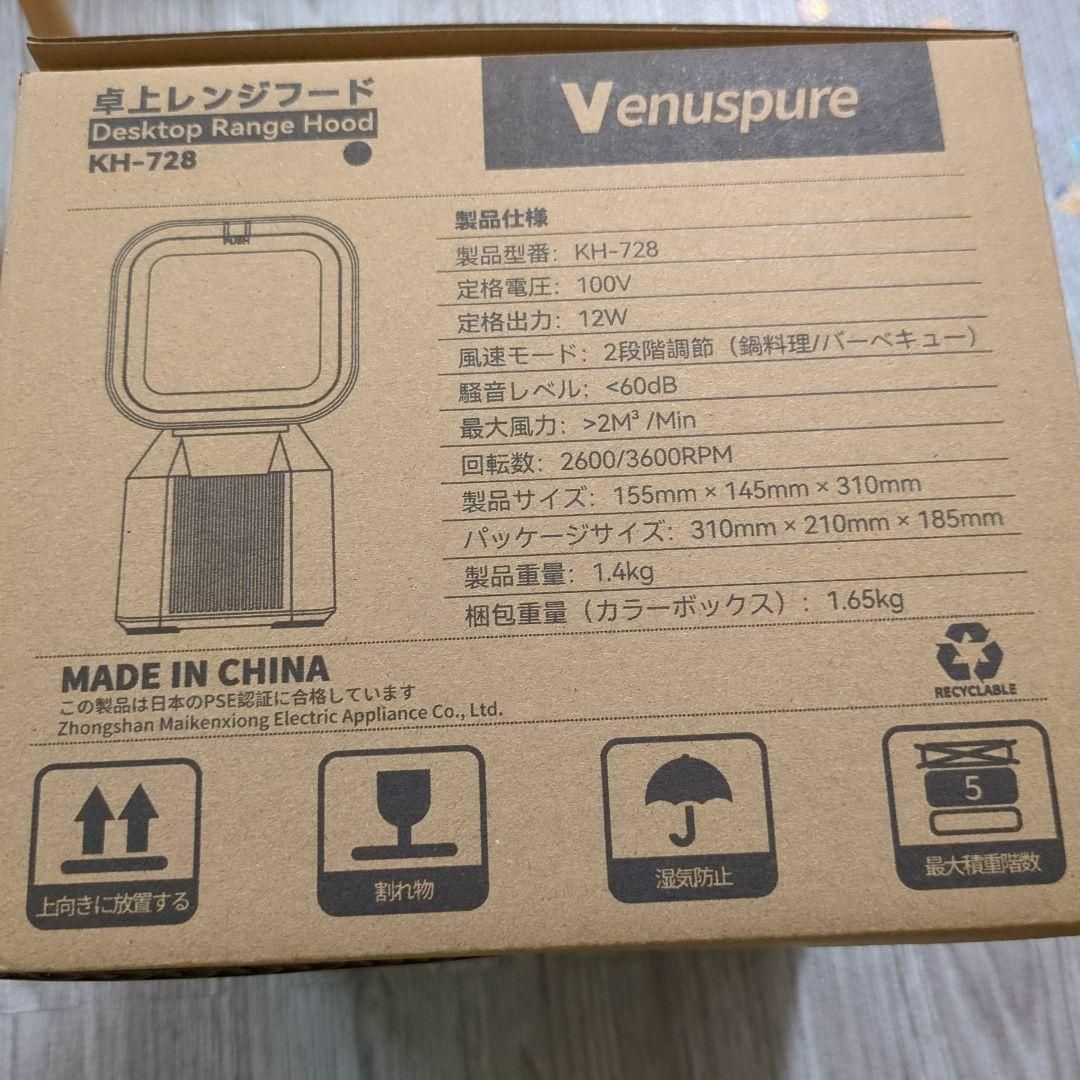 卓上レンジフード
Desktop Range Hood
KH-728
Venuspure
PUSH
製品仕様
製品型番: KH-728
定格電圧: 100V
定格出力: 12W
風速モード: 2段階調節（鍋料理//バーベキュー）
騒音レベル: <60dB
最大風力: >2M³ /Min
回転数: 2600/3600RPM
製品サイズ: 155mm × 145mm × 310mm
パッケージサイズ: 310mm × 210mm × 185mm
製品重量: 1.4kg
梱包重量（カラーボックス）: 1.65kg
MADE IN CHINA
この製品は日本のPSE認証に合格しています
Zhongshan Maikenxiong Electric Appliance Co., Ltd.
RECYCLABLE
上向きに放置する
割れ物
湿気防止
5
最大積重階数